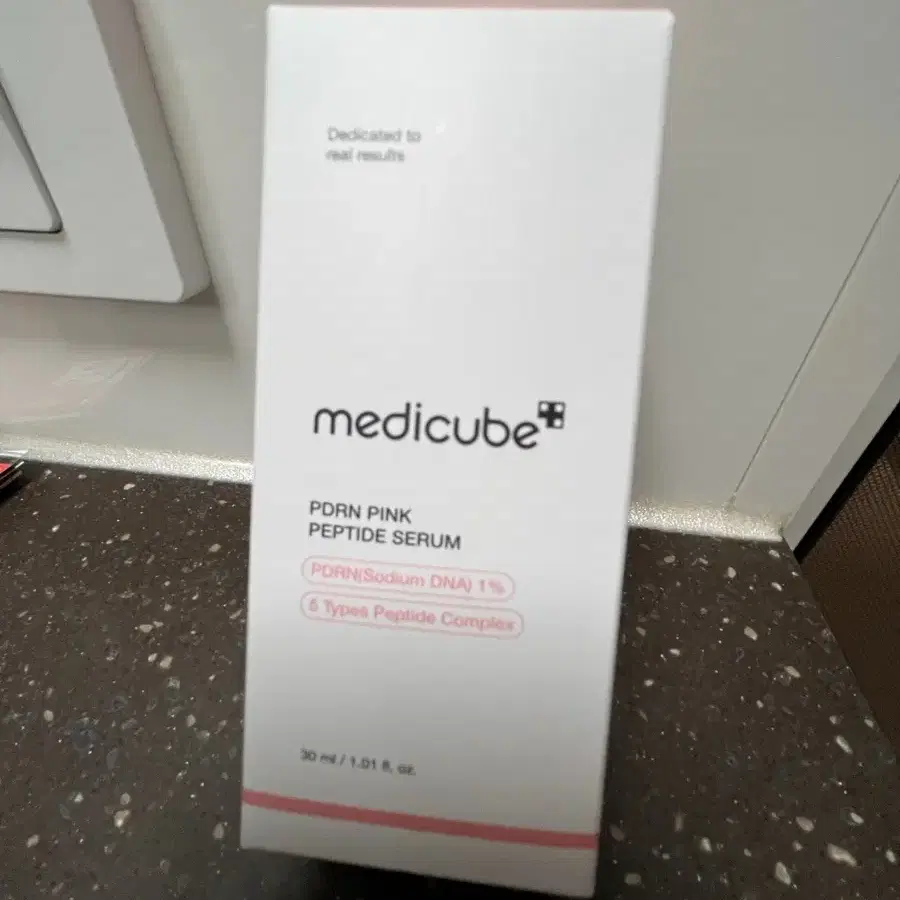 Dedicated to
real results
medicube
PDRN PINK
PEPTIDE SERUM
PDRN(Sodium DNA) 1%
5 Types Peptide Complex
30 ml / 1.01 fl. oz.